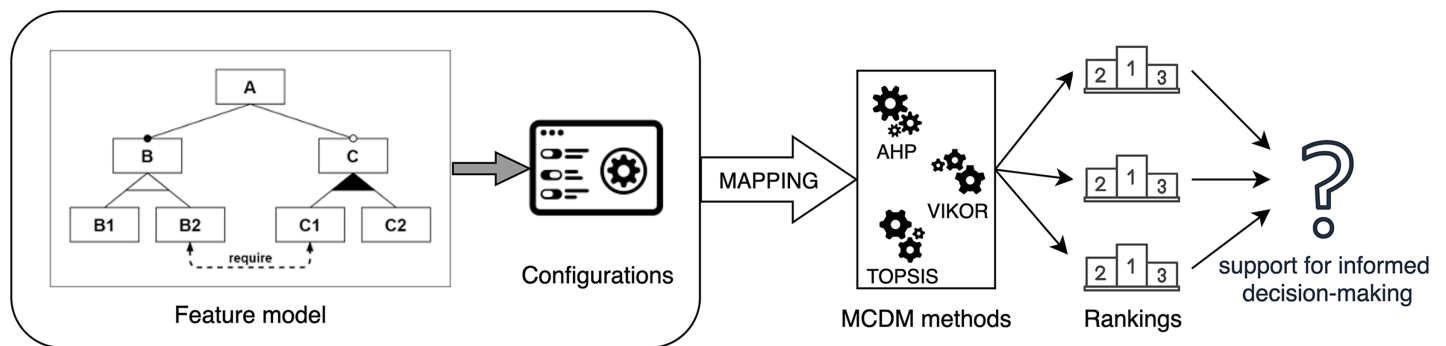 A
B
C
B1
B2
C1
C2
require
Feature model
Configurations
MAPPING
AHP
VIKOR
TOPSIS
MCDM methods
2 1 3
2 1 3
2 1 3
Rankings
?
support for informed
decision-making